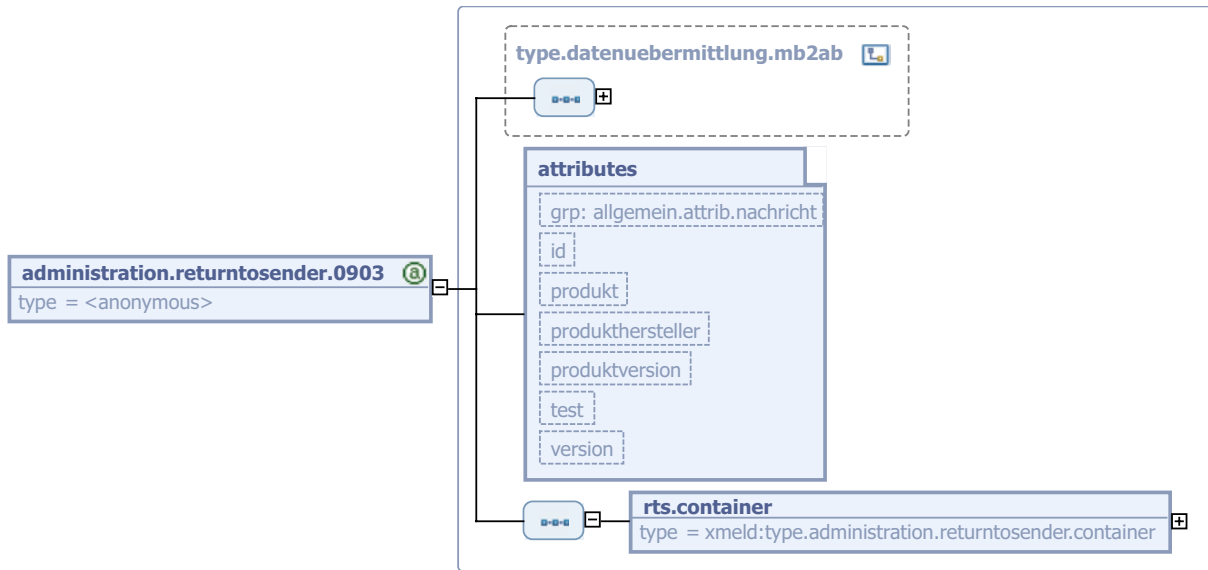 type.datenuebermittlung.mb2ab
attributes
grp: allgemein.attrib.nachricht
id
produkt
produkthersteller
produktversion
test
version
administration.returntosender.0903 @
type = <anonymous>
rts.container
type = xmeld:type.administration.returntosender.container